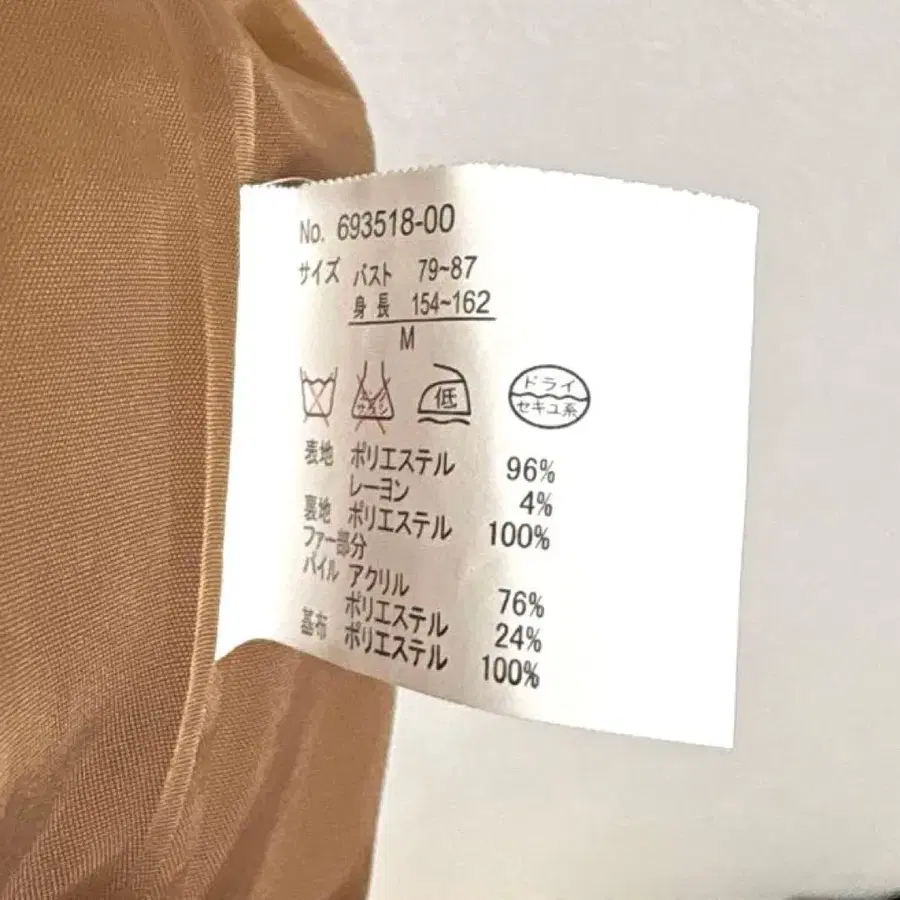 No. 693518-00
サイズ バスト 79~87
身長 154~162
M
低 ドライ
セキユ系
表地 ポリエステル 96%
レーヨン 4%
裏地 ポリエステル 100%
ファー部分
パイル アクリル 76%
ポリエステル 24%
基布 ポリエステル 100%